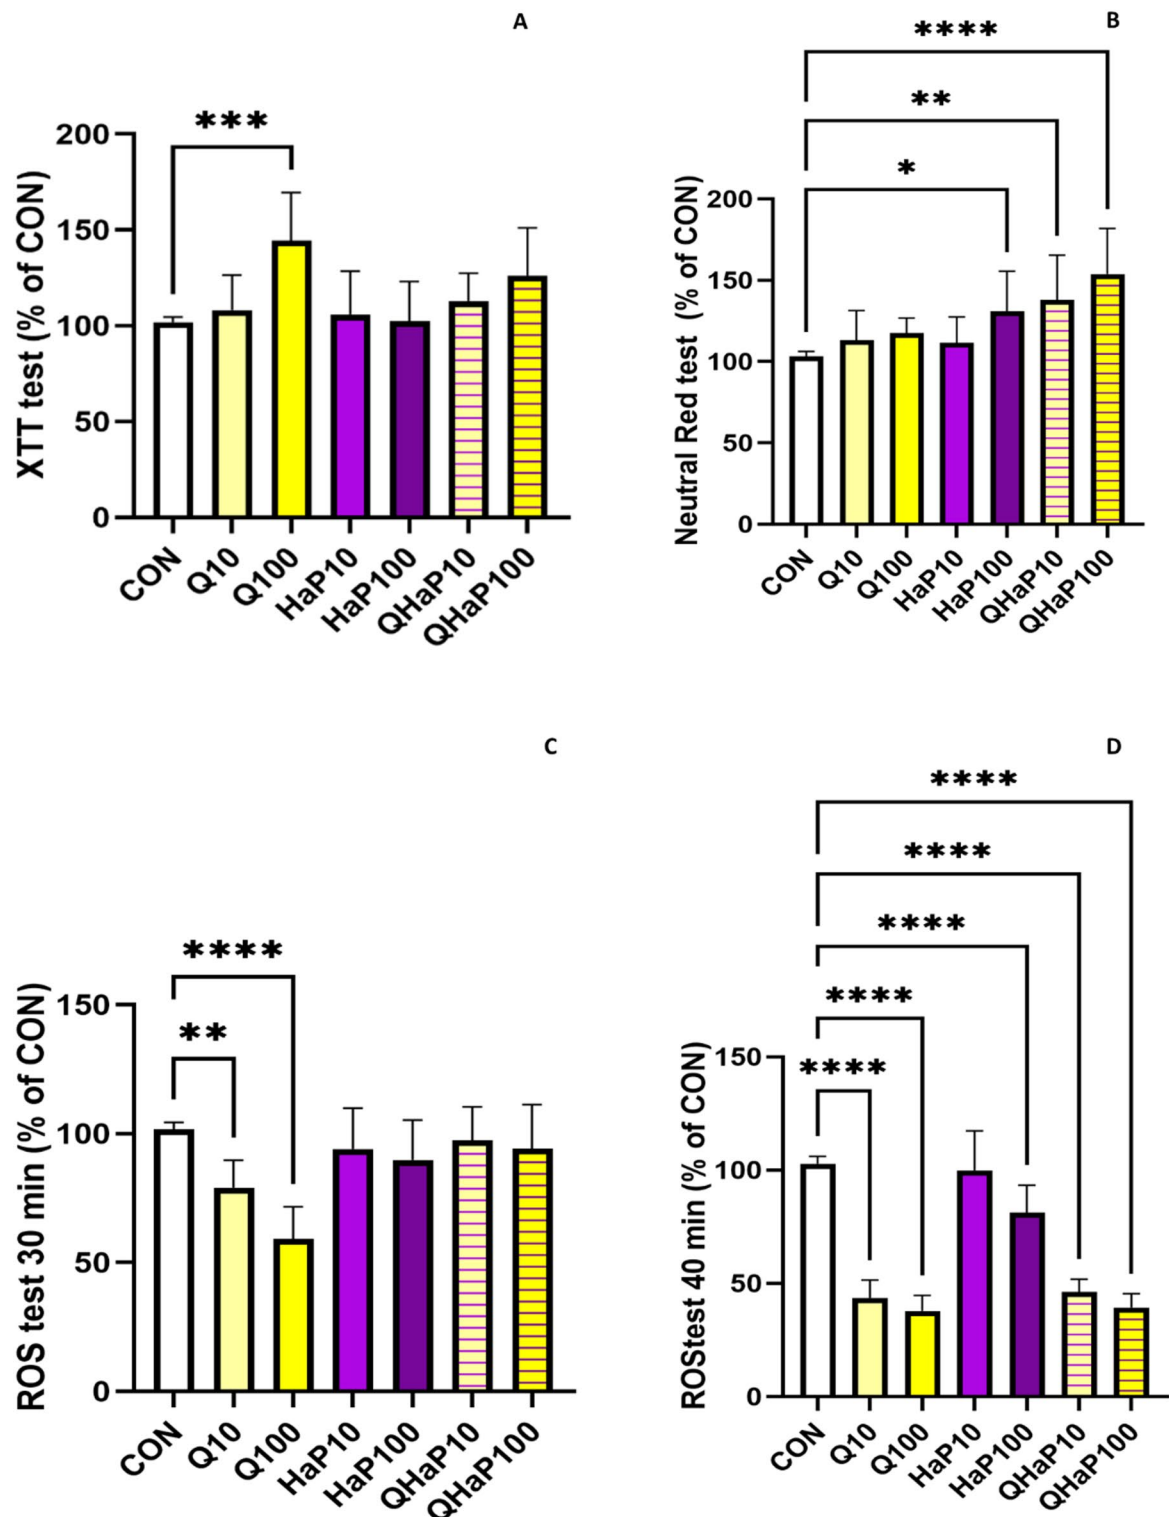 A
***
XTT test (% of CON)
200
150
100
50
0
CON
Q10
Q100
HaP10
HaP100
QHaP10
QHaP100
B
****
**
*
Neutral Red test (% of CON)
200
150
100
50
0
CON
Q10
Q100
HaP10
HaP100
QHaP10
QHaP100
C
****
**
ROS test 30 min (% of CON)
150
100
50
0
CON
Q10
Q100
HaP10
HaP100
QHaP10
QHaP100
D
****
****
****
****
****
ROStest 40 min (% of CON)
150
100
50
0
CON
Q10
Q100
HaP10
HaP100
QHaP10
QHaP100